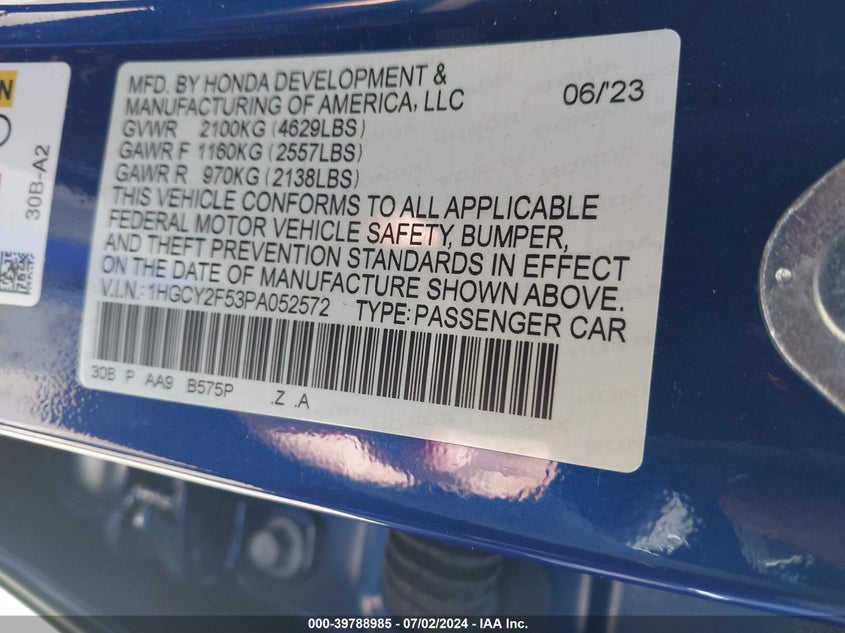 MFD. BY HONDA DEVELOPMENT &
MANUFACTURING OF AMERICA, LLC 06/'23
GVWR 2100KG (4629LBS)
GAWR F 1160KG (2557LBS)
GAWR R 970KG (2138LBS)
THIS VEHICLE CONFORMS TO ALL APPLICABLE
FEDERAL MOTOR VEHICLE SAFETY, BUMPER,
AND THEFT PREVENTION STANDARDS IN EFFECT
ON THE DATE OF MANUFACTURE SHOWN ABOVE.
V.I.N.: 1HGCY2F53PA052572 TYPE: PASSENGER CAR
30B P AA9 B575P .Z .A
30B-A2
000-39788985 - 07/02/2024 - IAAI Inc.